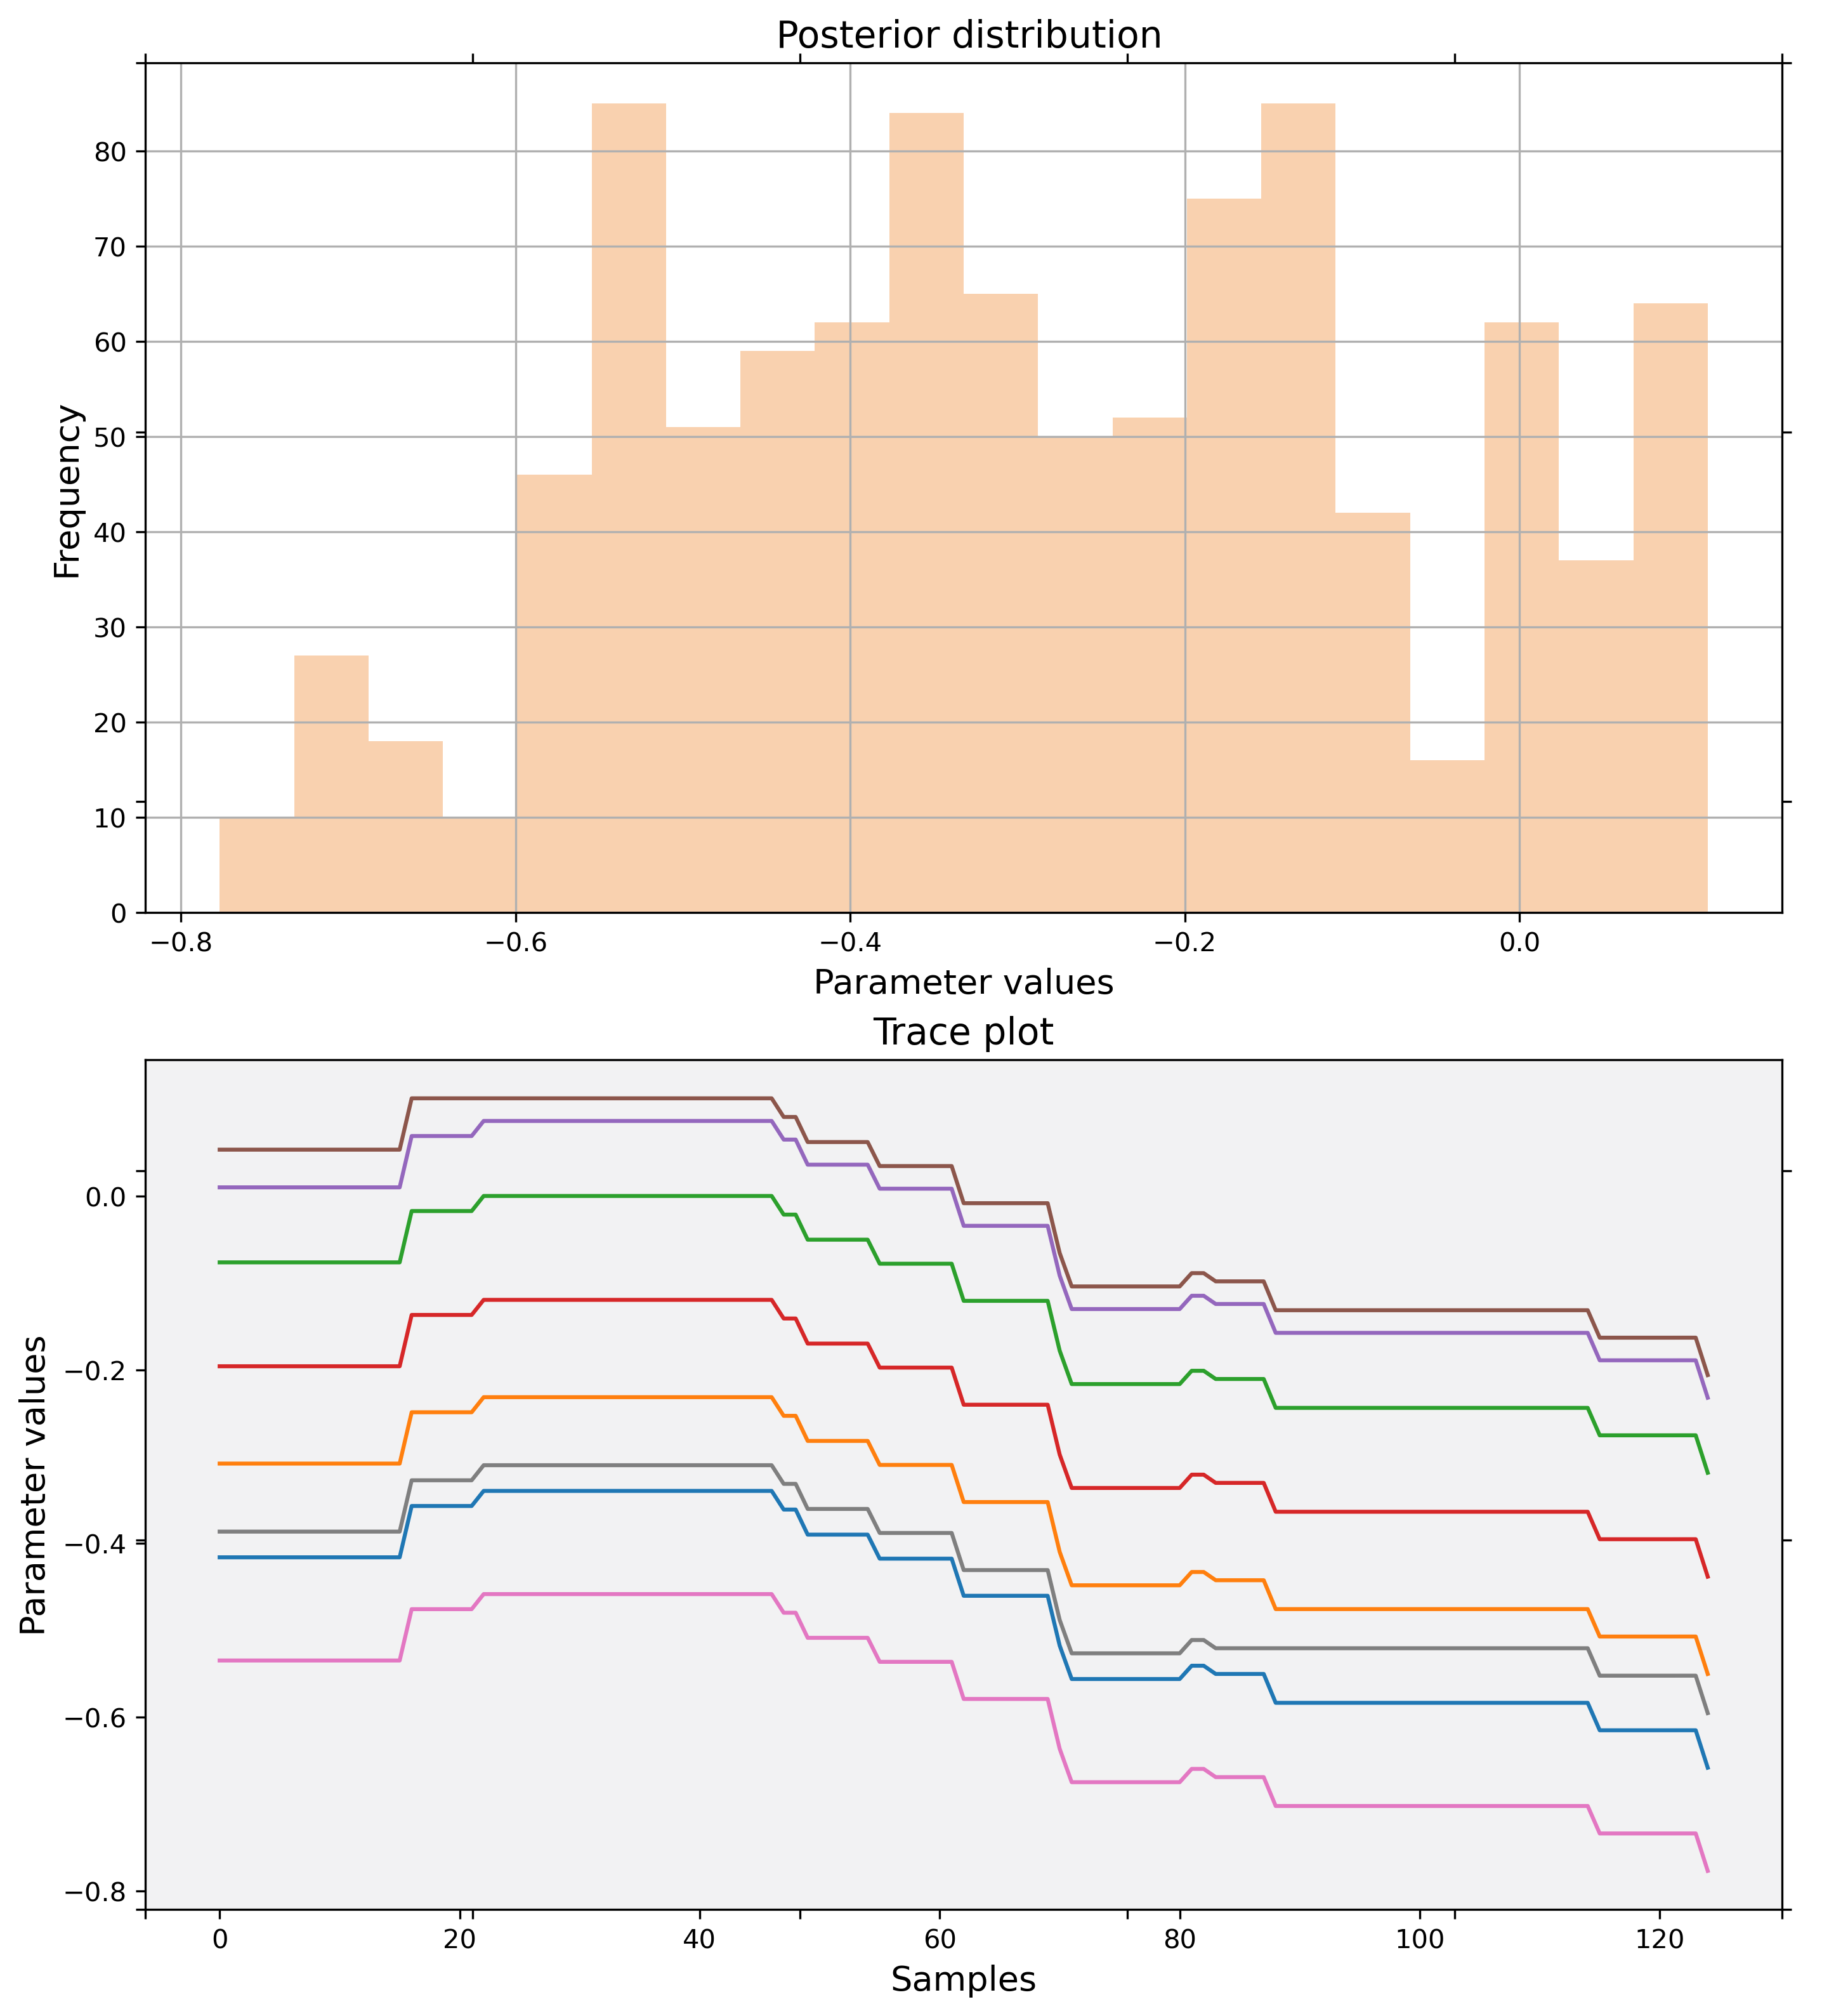 Posterior distribution
80
70
60
50
40
30
20
10
0
Frequency
−0.8 −0.6 −0.4 −0.2 0.0
Parameter values
Trace plot
0.0
−0.2
−0.4
−0.6
−0.8
Parameter values
0 20 40 60 80 100 120
Samples